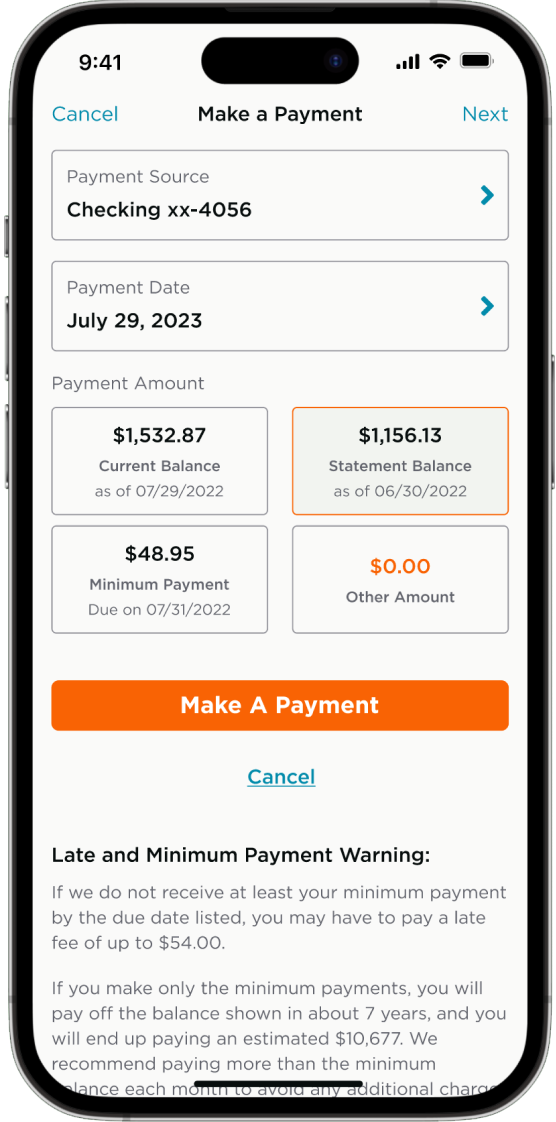 9:41
Cancel Make a Payment Next
Payment Source
Checking xx-4056
Payment Date
July 29, 2023
Payment Amount
$1,532.87
Current Balance
as of 07/29/2022
$1,156.13
Statement Balance
as of 06/30/2022
$48.95
Minimum Payment
Due on 07/31/2022
$0.00
Other Amount
Make A Payment
Cancel
Late and Minimum Payment Warning:
If we do not receive at least your minimum payment
by the due date listed, you may have to pay a late
fee of up to $54.00.
If you make only the minimum payments, you will
pay off the balance shown in about 7 years, and you
will end up paying an estimated $10,677. We
recommend paying more than the minimum
each month to avoid any additional